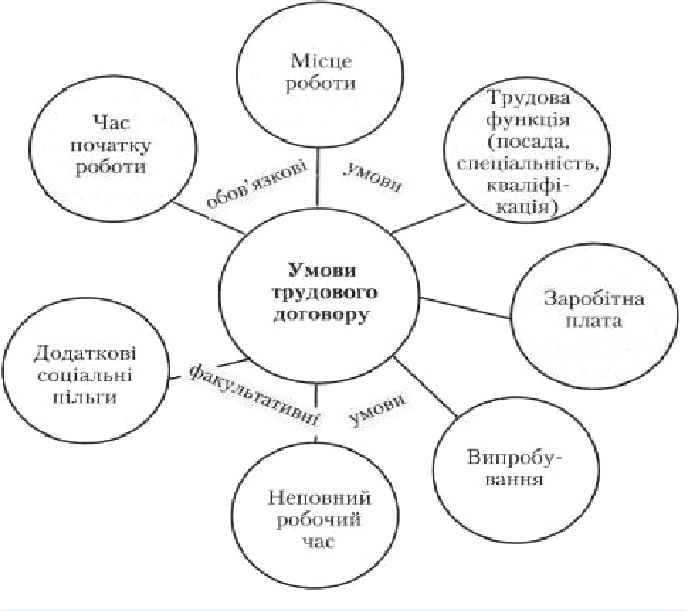 Місце
роботи
Час
початку
роботи
Трудова
функція
(посада,
спеціальність,
кваліфі-
кація)
обов'язкові умови
Умови
трудового
договору
Заробітна
плата
Додаткові
соціальні
пільги
факультативні умови
Випробу-
вання
Неповний
робочий
час